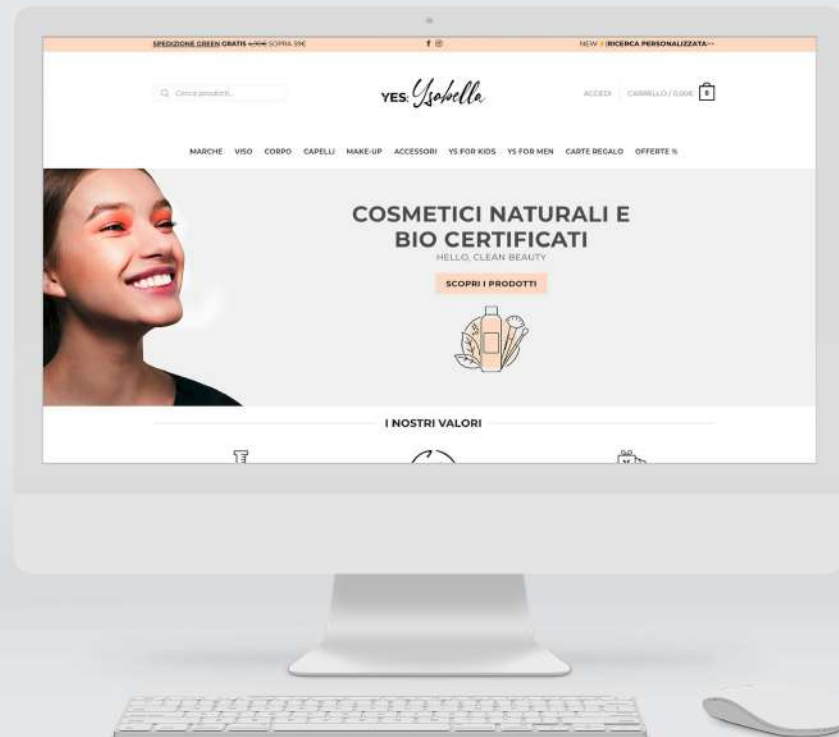 SPEDIZIONE GREEN GRATIS 4,90€ SOPRA 39€
NEW⚡|RICERCA PERSONALIZZATA>>
Cerca prodotti...
YES: Ysabella
ACCEDI
CARRELLO / 0,00€
0
MARCHE VISO CORPO CAPELLI MAKE-UP ACCESSORI YS FOR KIDS YS FOR MEN CARTE REGALO OFFERTE %
COSMETICI NATURALI E
BIO CERTIFICATI
HELLO, CLEAN BEAUTY
SCOPRI I PRODOTTI
I NOSTRI VALORI